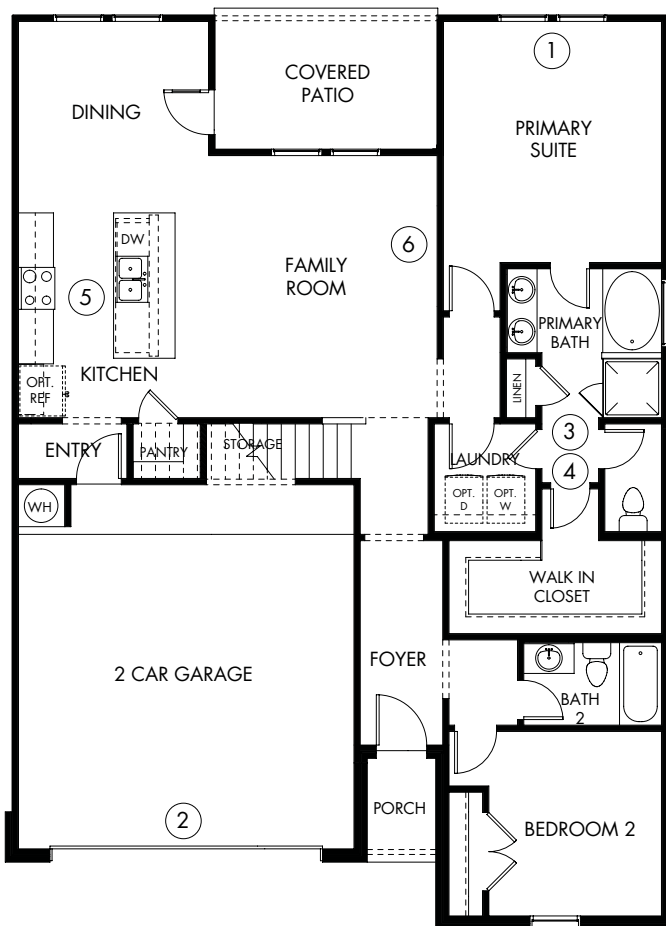 1
COVERED
PATIO
DINING
PRIMARY
SUITE
DW
6
FAMILY
ROOM
5
PRIMARY
BATH
KITCHEN
OPT.
REF
LINEN
3
ENTRY
PANTRY
STORAGE
LAUNDRY
4
WH
OPT.
D
OPT.
W
WALK IN
CLOSET
FOYER
2 CAR GARAGE
BATH
2
PORCH
2
BEDROOM 2